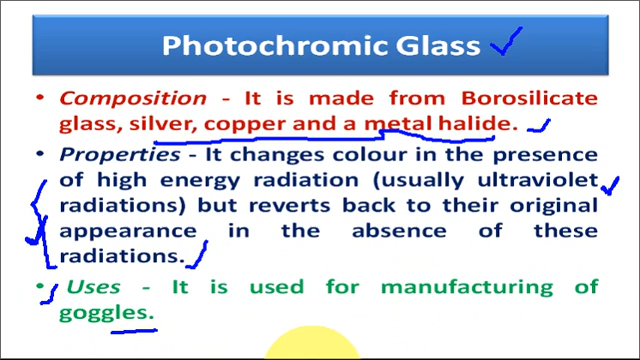 Photochromic Glass
• Composition - It is made from Borosilicate
glass, silver, copper and a metal halide.
• Properties - It changes colour in the presence
of high energy radiation (usually ultraviolet
radiations) but reverts back to their original
appearance in the absence of these
radiations.
• Uses - It is used for manufacturing of
goggles.